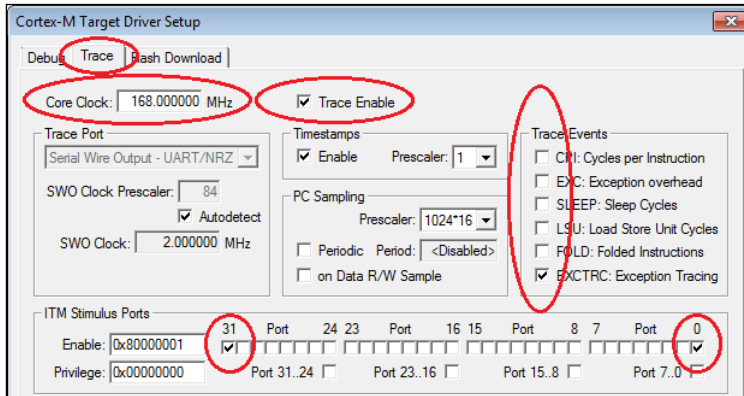 Cortex-M Target Driver Setup
Debug Trace Flash Download
Core Clock: 168.000000 MHz Trace Enable
Trace Port Timestamps Trace Events
Serial Wire Output - UART/NRZ Enable Prescaler: 1 CPI: Cycles per Instruction
SWO Clock Prescaler: 84 PC Sampling EXC: Exception overhead
Autodetect Prescaler: 1024*16 SLEEP: Sleep Cycles
SWO Clock: 2.000000 MHz Periodic Period: <Disabled> LSU: Load Store Unit Cycles
on Data R/W Sample FOLD: Folded Instructions
EXCTRC: Exception Tracing
ITM Stimulus Ports
31 Port 24 23 Port 16 15 Port 8 7 Port 0
Enable: 0x80000001
Privilege: 0x00000000 Port 31..24 Port 23..16 Port 15..8 Port 7..0